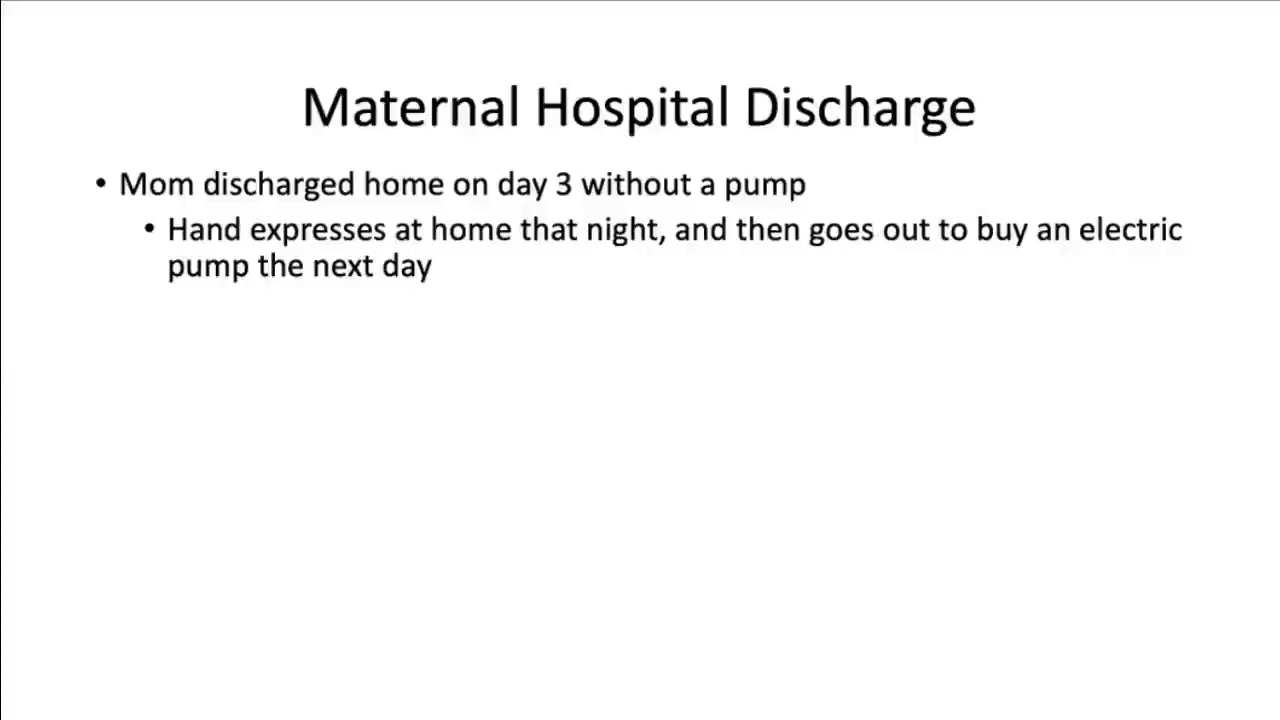 Maternal Hospital Discharge
• Mom discharged home on day 3 without a pump
• Hand expresses at home that night, and then goes out to buy an electric
pump the next day